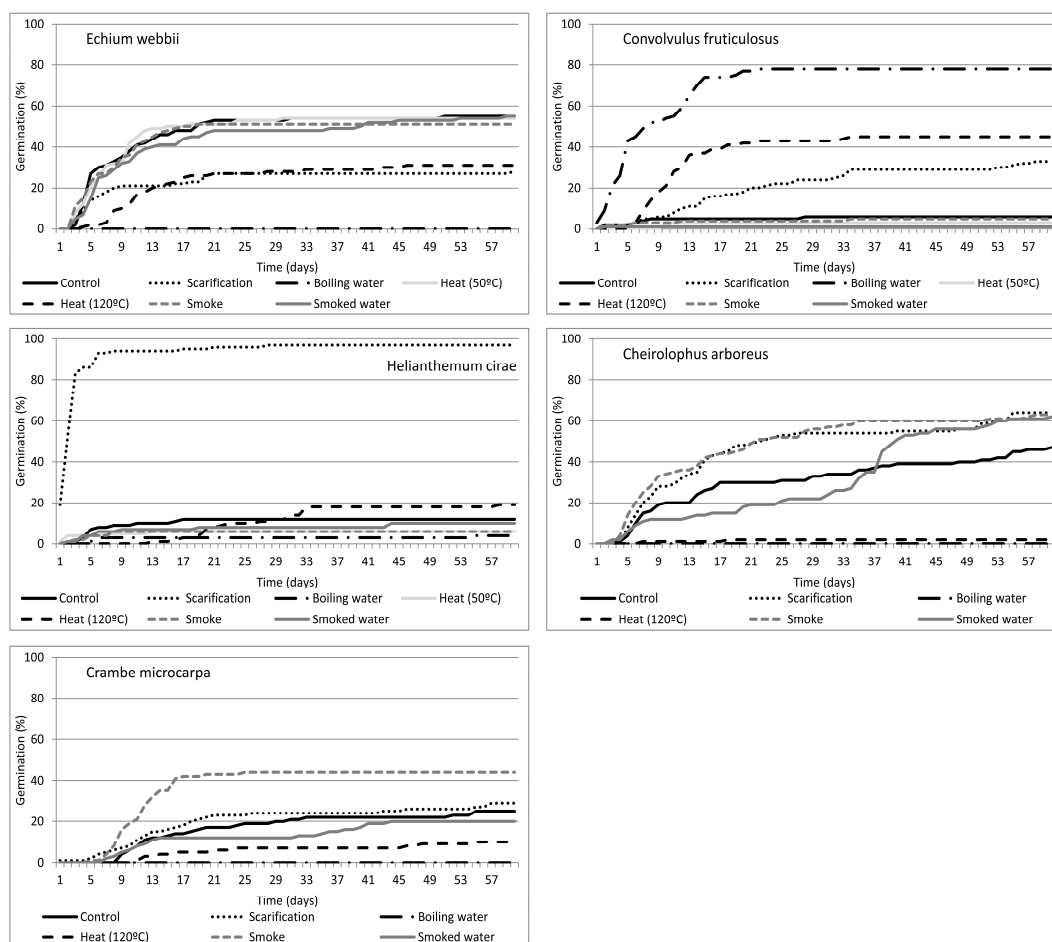 Echium webbii
Germination (%)
100
80
60
40
20
0
1 5 9 13 17 21 25 29 33 37 41 45 49 53 57
Time (days)
Control Scarification Boiling water Heat (50ºC)
Heat (120ºC) Smoke Smoked water
Convolvulus fruticulosus
Germination (%)
100
80
60
40
20
0
1 5 9 13 17 21 25 29 33 37 41 45 49 53 57
Time (days)
Control Scarification Boiling water Heat (50ºC)
Heat (120ºC) Smoke Smoked water
Helianthemum cirae
Germination (%)
100
80
60
40
20
0
1 5 9 13 17 21 25 29 33 37 41 45 49 53 57
Time (days)
Control Scarification Boiling water Heat (50ºC)
Heat (120ºC) Smoke Smoked water
Cheirolophus arboreus
Germination (%)
100
80
60
40
20
0
1 5 9 13 17 21 25 29 33 37 41 45 49 53 57
Time (days)
Control Scarification Boiling water
Heat (120ºC) Smoke Smoked water
Crambe microcarpa
Germination (%)
100
80
60
40
20
0
1 5 9 13 17 21 25 29 33 37 41 45 49 53 57
Time (days)
Control Scarification Boiling water
Heat (120ºC) Smoke Smoked water